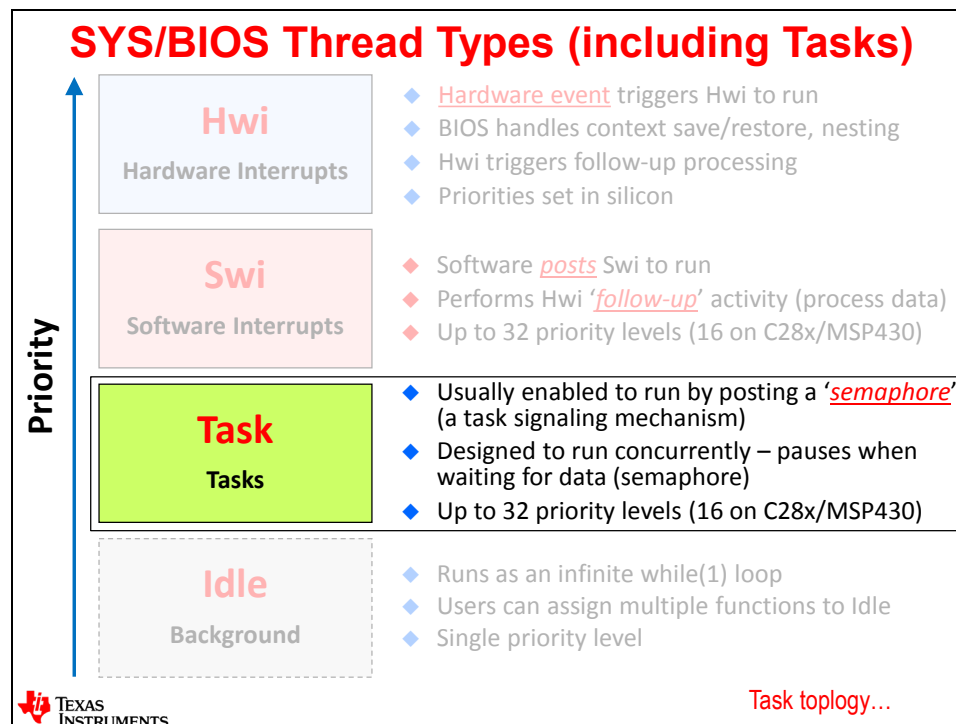 SYS/BIOS Thread Types (including Tasks)
Priority
Hwi
Hardware Interrupts
Hardware event triggers Hwi to run
BIOS handles context save/restore, nesting
Hwi triggers follow-up processing
Priorities set in silicon
Swi
Software Interrupts
Software posts Swi to run
Performs Hwi ‘follow-up’ activity (process data)
Up to 32 priority levels (16 on C28x/MSP430)
Task
Tasks
Usually enabled to run by posting a ‘semaphore’
(a task signaling mechanism)
Designed to run concurrently – pauses when
waiting for data (semaphore)
Up to 32 priority levels (16 on C28x/MSP430)
Idle
Background
Runs as an infinite while(1) loop
Users can assign multiple functions to Idle
Single priority level
TEXAS
INSTRUMENTS
Task toplogy…